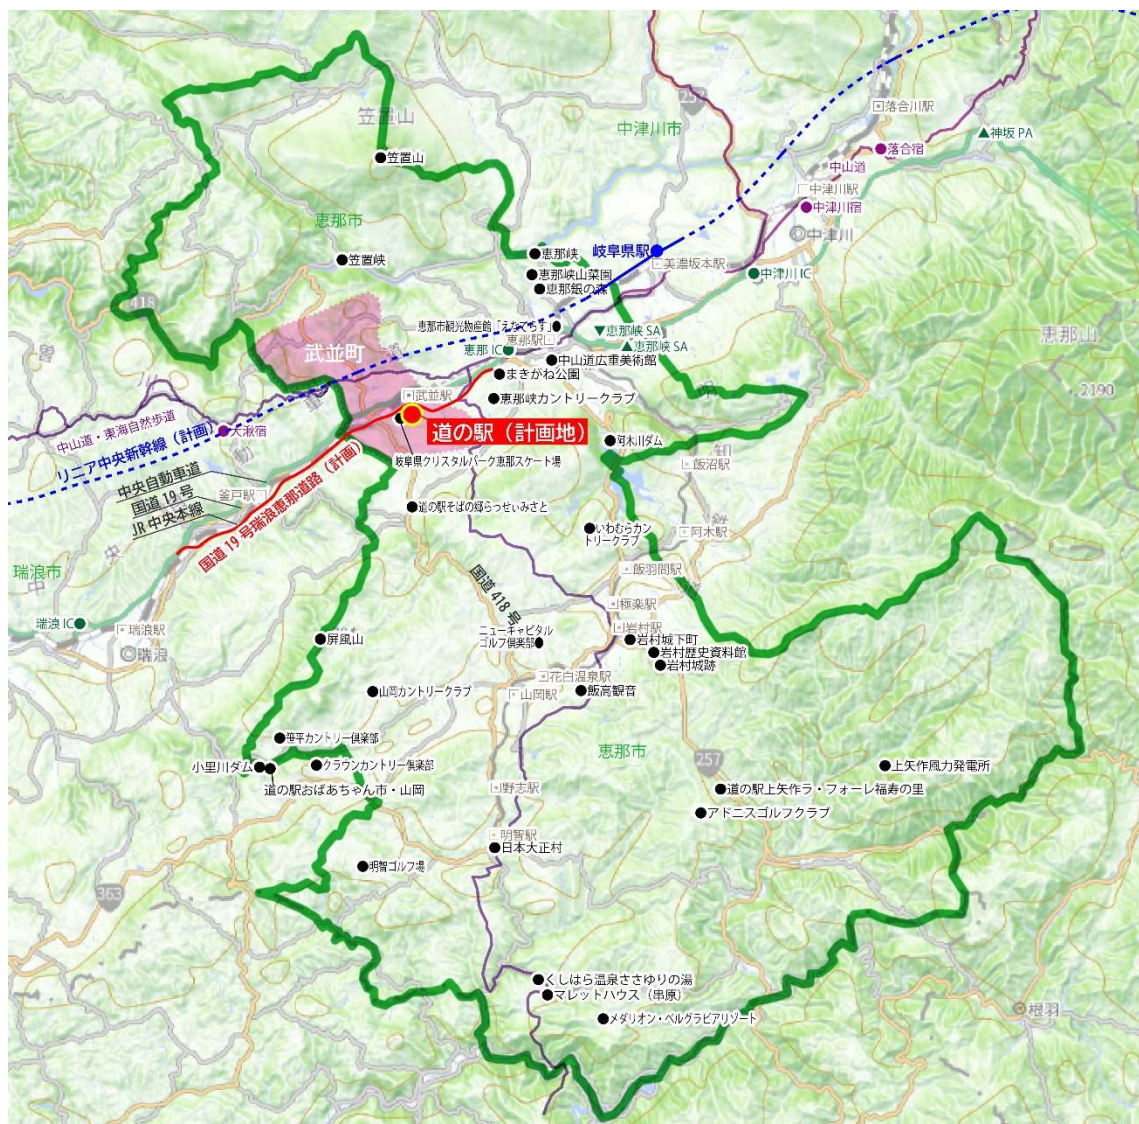 落合川駅
257
笠置山
中津川市
神坂 PA
落合宿
笠置山
中山道
中津川駅
中津川宿
恵那市
中津川
岐阜県駅
恵那峡
笠置峡
美濃坂本駅
恵那峡山菜園
中津川 IC
恵那銀の森
418
恵那市観光物産館「えなてらす」
恵那峡 SA
恵那山
恵那駅
恵那峡 SA
武並町
恵那 IC
中山道広重美術館
まきがね公園
2190
武並駅
恵那峡カントリークラブ
中山道・東海自然歩道
大湫宿
道の駅（計画地）
阿木川ダム
リニア中央新幹線（計画）
岐阜県クリスタルパーク恵那スケート場
飯沼駅
中央自動車道
釜戸駅
国道 19 号
道の駅そばの郷らっせぃみさと
JR 中央本線
国道 19 号瑞浪恵那道路（計画）
いわむらカン
トリークラブ
阿木駅
瑞浪市
飯羽間駅
国道 418 号
極楽駅
瑞浪 IC
瑞浪駅
ニューキャピタル
ゴルフ倶楽部
岩村駅
岩村城下町
屏風山
岩村歴史資料館
瑞浪
岩村城跡
花白温泉駅
山岡カントリークラブ
山岡駅
飯高観音
笹平カントリー倶楽部
恵那市
257
小里川ダム
クラウンカントリー倶楽部
上矢作風力発電所
道の駅おばあちゃん市・山岡
野志駅
道の駅上矢作ラ・フォーレ福寿の里
アドニスゴルフクラブ
明智駅
日本大正村
明智ゴルフ場
363
くしはら温泉ささゆりの湯
マレットハウス（串原）
根羽
メダリオン・ベルグラビアリゾート